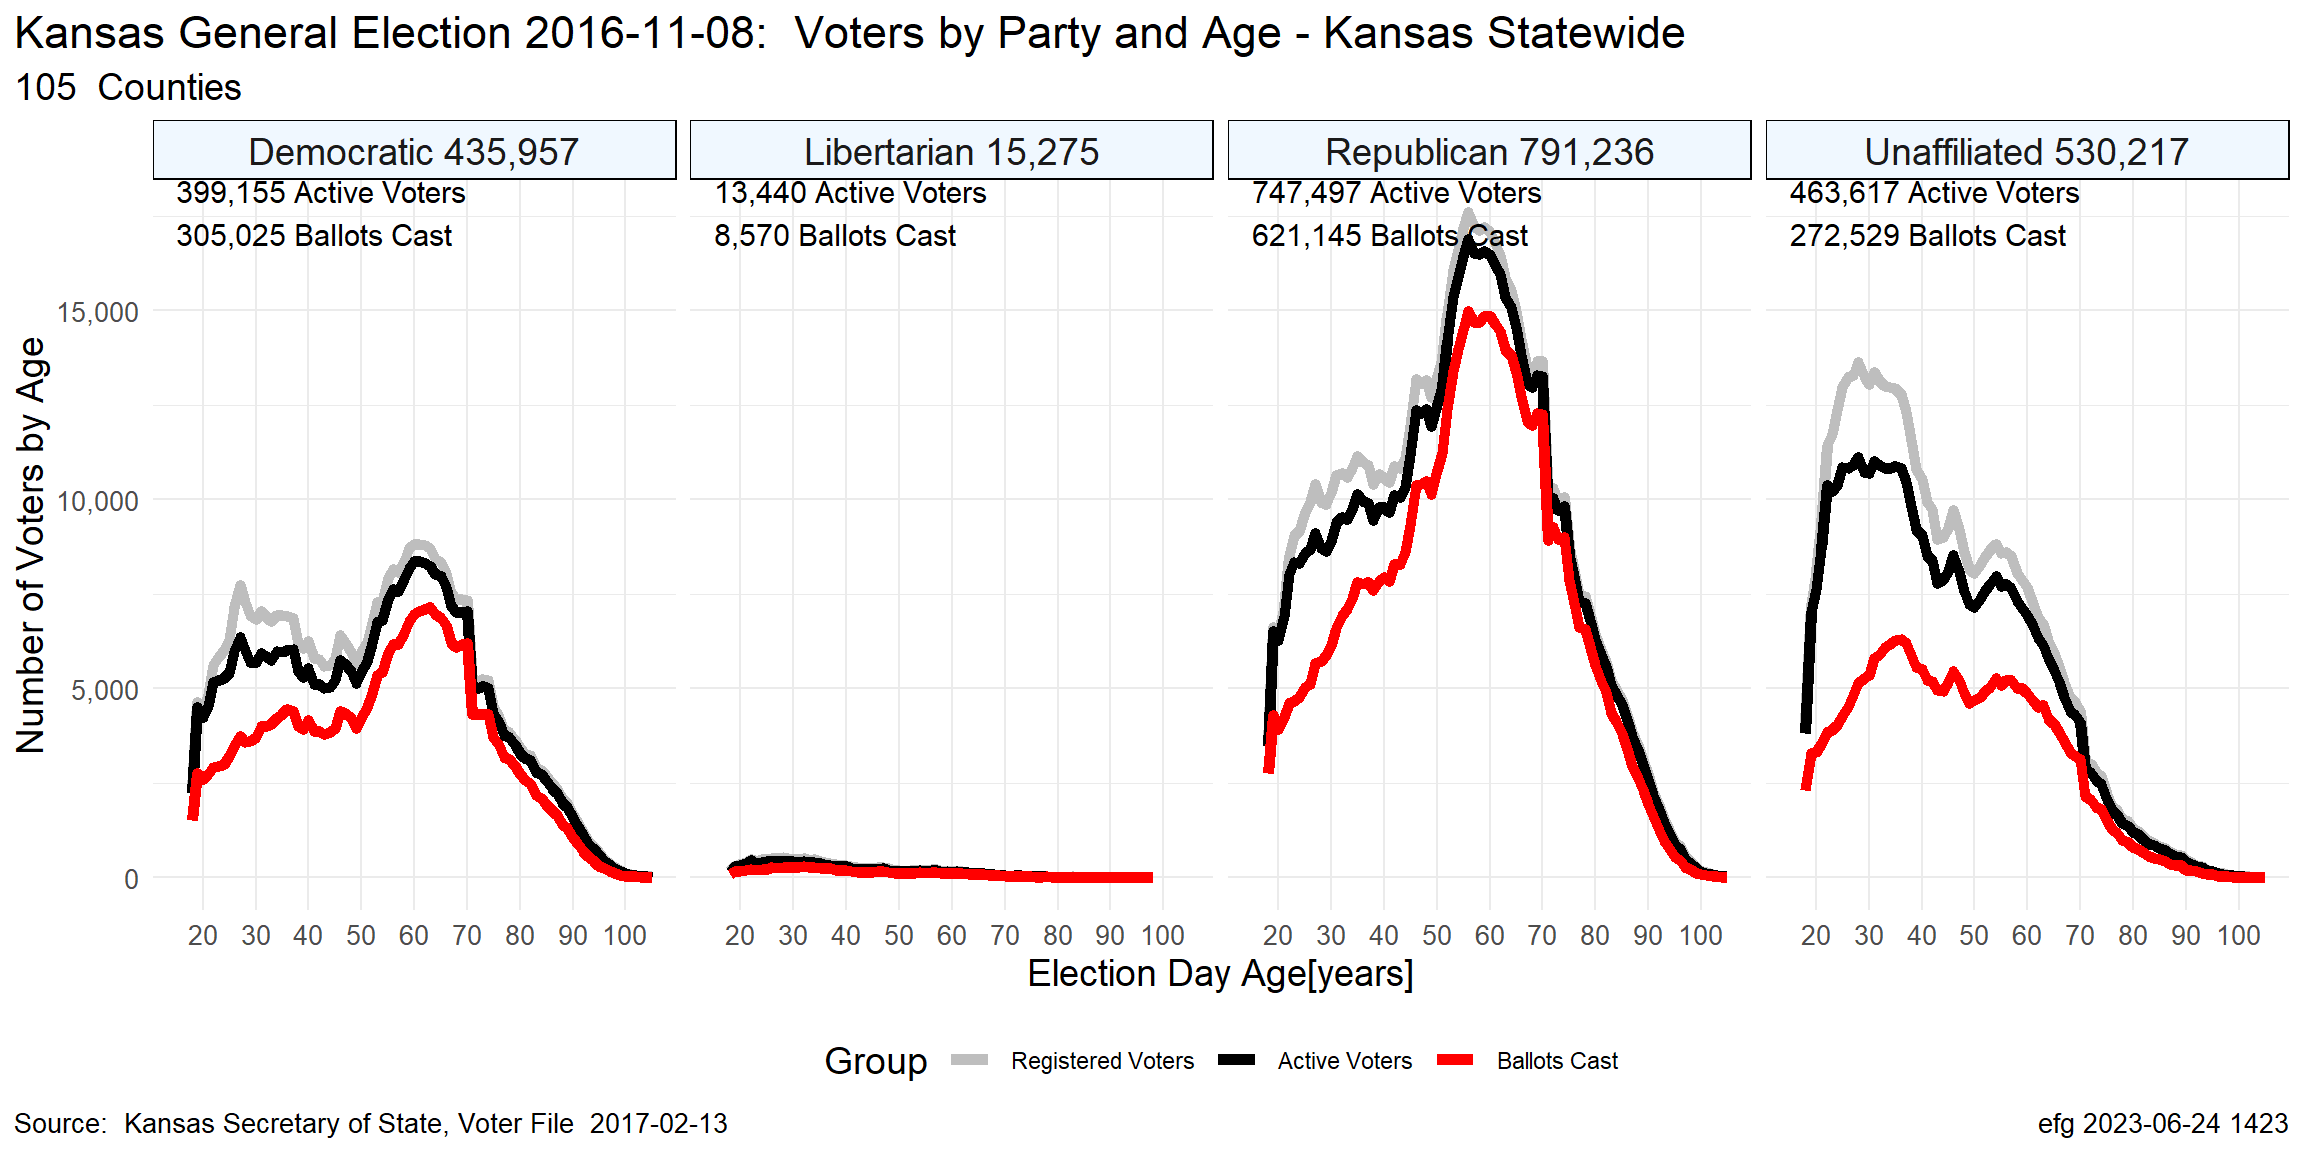 Kansas General Election 2016-11-08:  Voters by Party and Age - Kansas Statewide
105  Counties
Democratic 435,957
Libertarian 15,275
Republican 791,236
Unaffiliated 530,217
399,155 Active Voters
305,025 Ballots Cast
13,440 Active Voters
8,570 Ballots Cast
747,497 Active Voters
621,145 Ballots Cast
463,617 Active Voters
272,529 Ballots Cast
Number of Voters by Age
15,000
10,000
5,000
0
20 30 40 50 60 70 80 90 100
20 30 40 50 60 70 80 90 100
20 30 40 50 60 70 80 90 100
20 30 40 50 60 70 80 90 100
Election Day Age[years]
Group Registered Voters Active Voters Ballots Cast
Source:  Kansas Secretary of State, Voter File  2017-02-13
efg 2023-06-24 1423